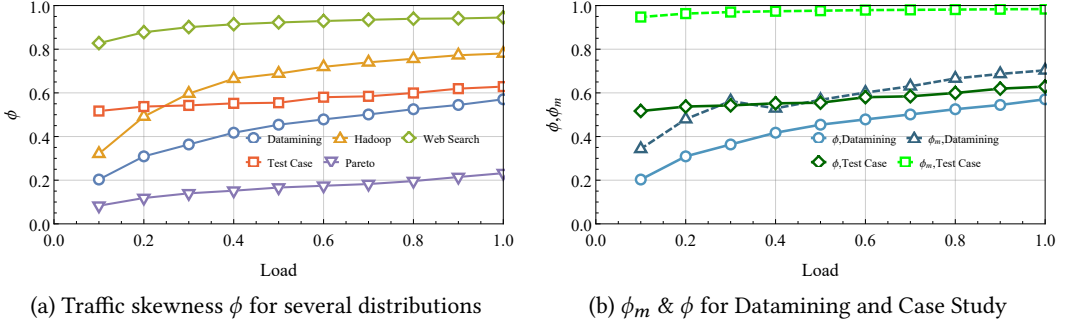 1.0
0.8
0.6
0.4
0.2
0.0
ϕ
Datamining Hadoop Web Search
Test Case Pareto
0.0 0.2 0.4 0.6 0.8 1.0
Load
(a) Traffic skewness ϕ for several distributions
1.0
0.8
0.6
0.4
0.2
0.0
ϕ,ϕₘ
ϕ,Datamining ϕₘ,Datamining
ϕ,Test Case ϕₘ,Test Case
0.0 0.2 0.4 0.6 0.8 1.0
Load
(b) ϕₘ & ϕ for Datamining and Case Study